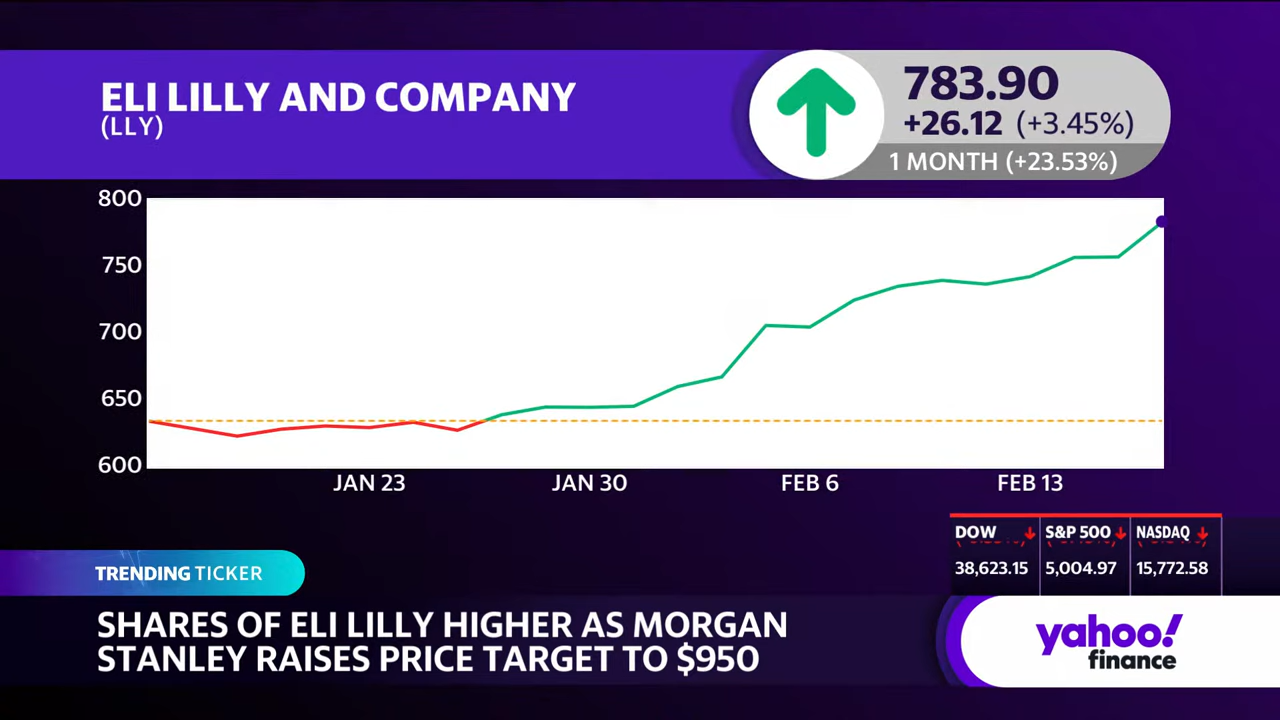 ELI LILLY AND COMPANY
(LLY)
783.90
+26.12 (+3.45%)
1 MONTH (+23.53%)
800
750
700
650
600
JAN 23 JAN 30 FEB 6 FEB 13
DOW S&P 500 NASDAQ
38,623.15 5,004.97 15,772.58
TRENDING TICKER
SHARES OF ELI LILLY HIGHER AS MORGAN
STANLEY RAISES PRICE TARGET TO $950
yahoo!
finance